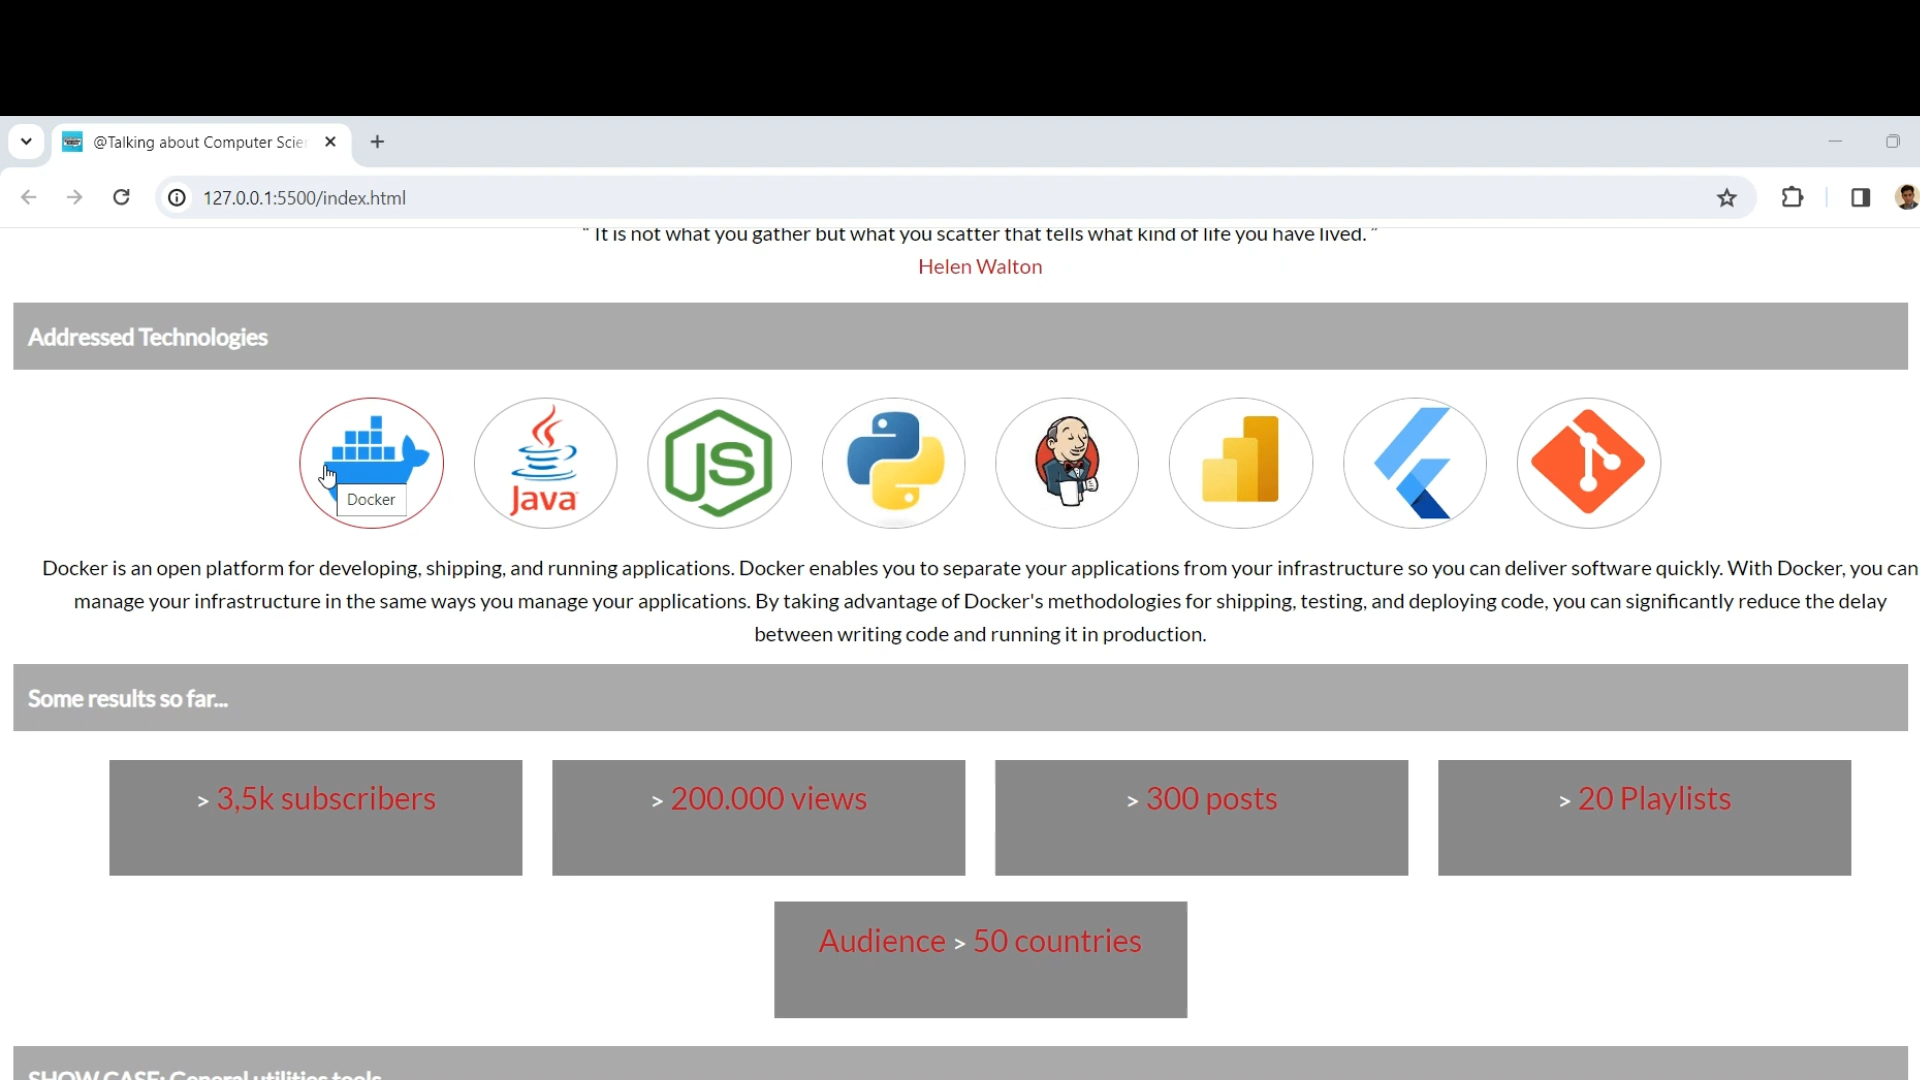 @Talking about Computer Scie
127.0.0.1:5500/index.html
" It is not what you gather but what you scatter that tells what kind of life you have lived. "
Helen Walton
Addressed Technologies
Java
JS
Docker
Docker is an open platform for developing, shipping, and running applications. Docker enables you to separate your applications from your infrastructure so you can deliver software quickly. With Docker, you can
manage your infrastructure in the same ways you manage your applications. By taking advantage of Docker's methodologies for shipping, testing, and deploying code, you can significantly reduce the delay
between writing code and running it in production.
Some results so far...
> 3,5k subscribers
> 200.000 views
> 300 posts
> 20 Playlists
Audience > 50 countries
SHOW CASE: General utilities tools